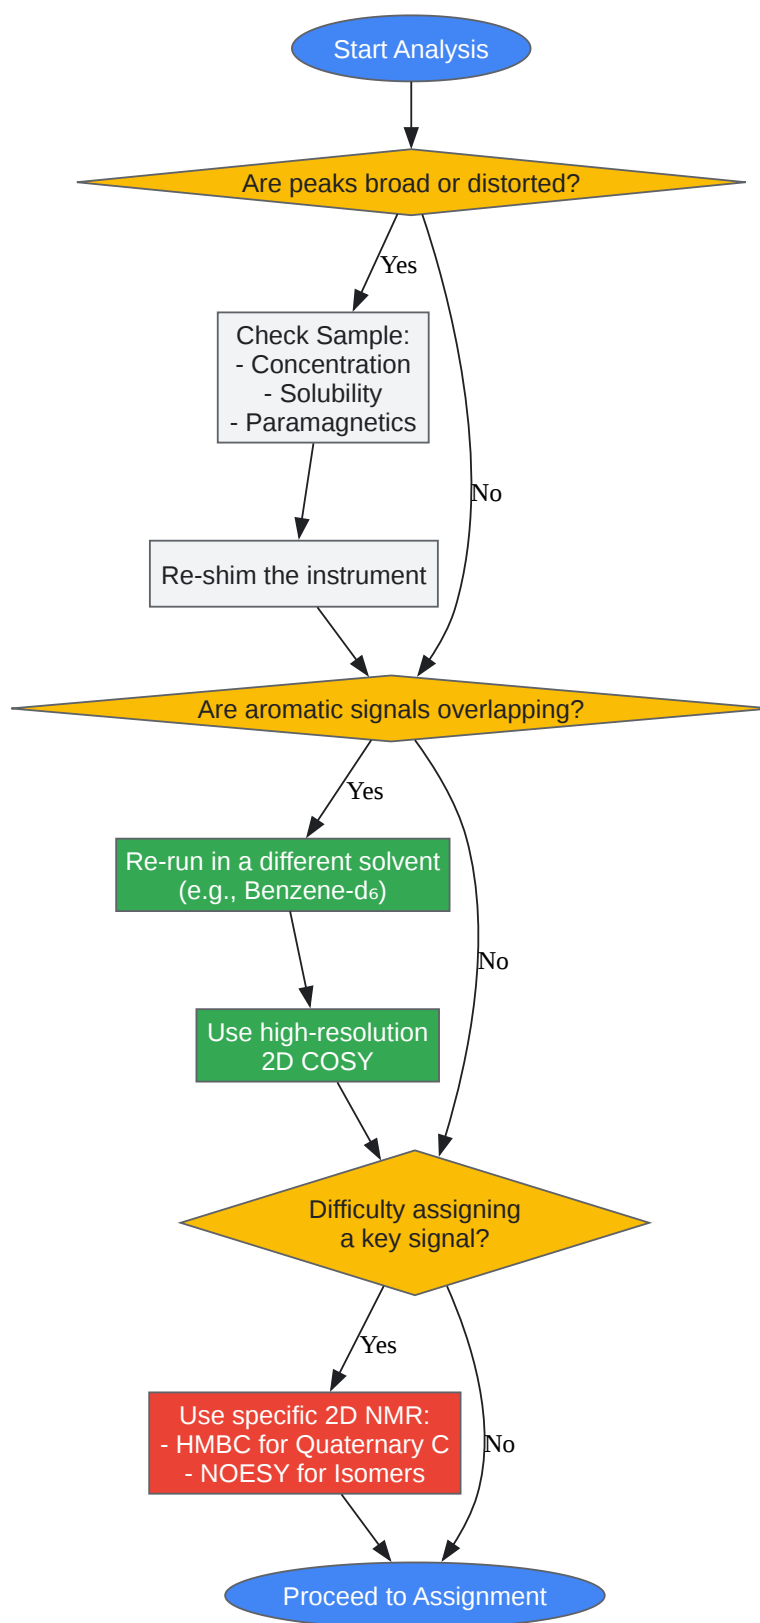 Start Analysis
Are peaks broad or distorted?
Yes
Check Sample:
- Concentration
- Solubility
- Paramagnetics
No
Re-shim the instrument
Are aromatic signals overlapping?
Yes
Re-run in a different solvent
(e.g., Benzene-d₆)
No
Use high-resolution
2D COSY
Difficulty assigning
a key signal?
Yes
Use specific 2D NMR:
- HMBC for Quaternary C
- NOESY for Isomers
No
Proceed to Assignment